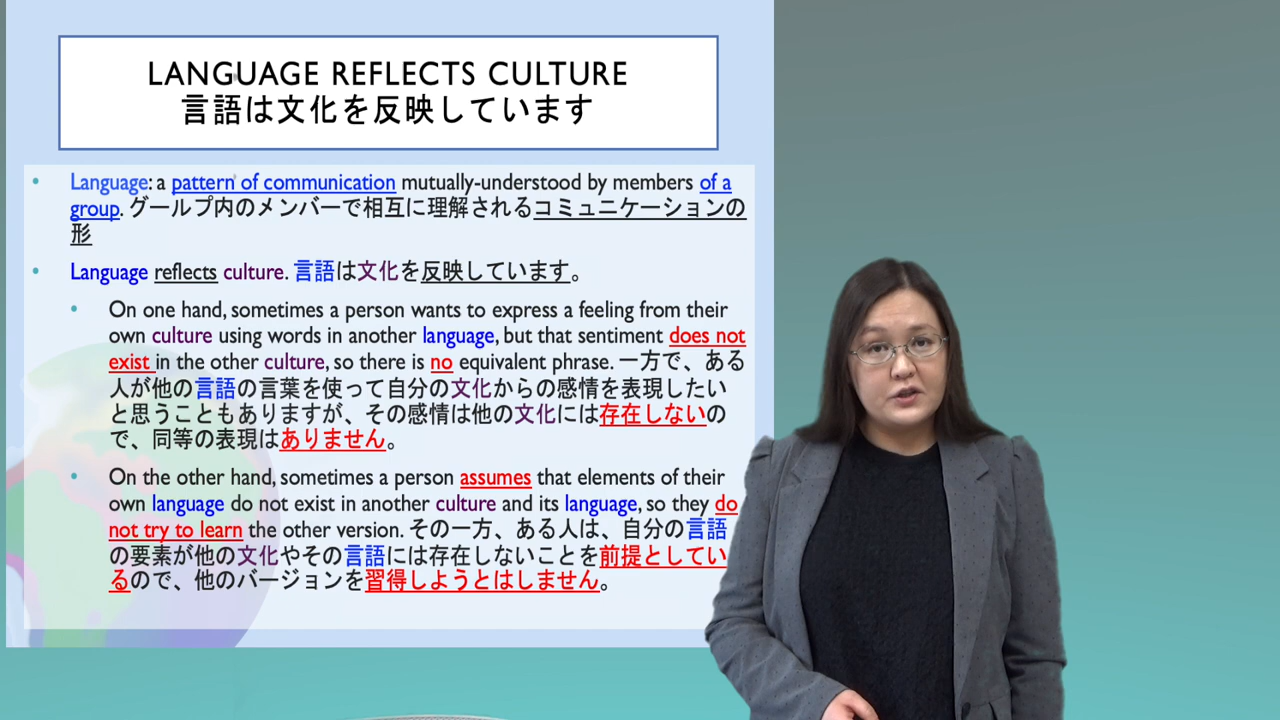 LANGUAGE REFLECTS CULTURE
言語は文化を反映しています
• Language: a pattern of communication mutually-understood by members of a
group. グールプ内のメンバーで相互に理解されるコミュニケーションの
形
• Language reflects culture. 言語は文化を反映しています。
• On one hand, sometimes a person wants to express a feeling from their
own culture using words in another language, but that sentiment does not
exist in the other culture, so there is no equivalent phrase. 一方で、ある
人が他の言語の言葉を使って自分の文化からの感情を表現したい
と思うこともありますが、その感情は他の文化には存在しないの
で、同等の表現はありません。
• On the other hand, sometimes a person assumes that elements of their
own language do not exist in another culture and its language, so they do
not try to learn the other version. その一方、ある人は、自分の言語
の要素が他の文化やその言語には存在しないことを前提としてい
るので、他のバージョンを習得しようとはしません。